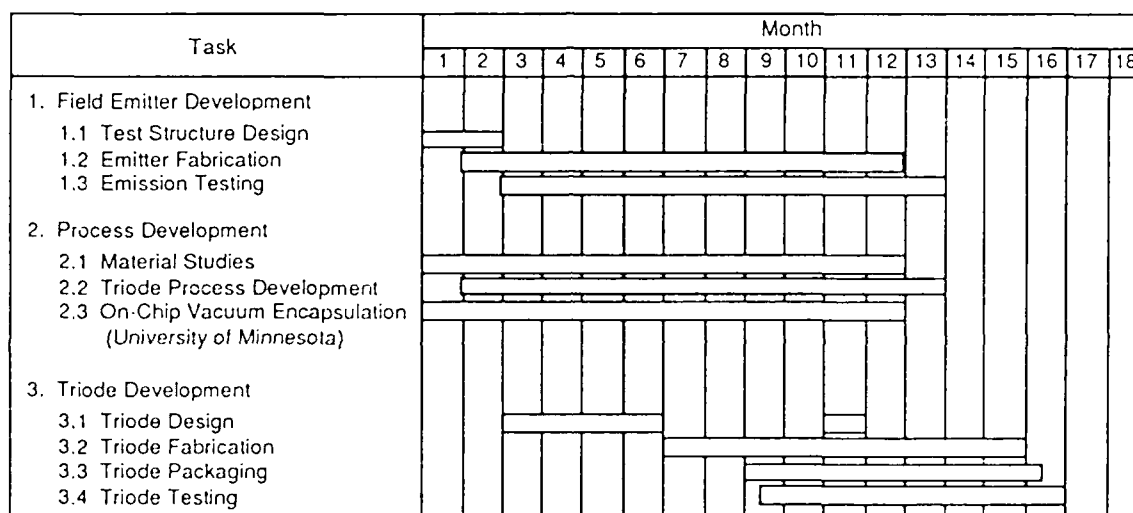 Task
Month
1 2 3 4 5 6 7 8 9 10 11 12 13 14 15 16 17 18
1. Field Emitter Development
1.1 Test Structure Design
1.2 Emitter Fabrication
1.3 Emission Testing
2. Process Development
2.1 Material Studies
2.2 Triode Process Development
2.3 On-Chip Vacuum Encapsulation
(University of Minnesota)
3. Triode Development
3.1 Triode Design
3.2 Triode Fabrication
3.3 Triode Packaging
3.4 Triode Testing